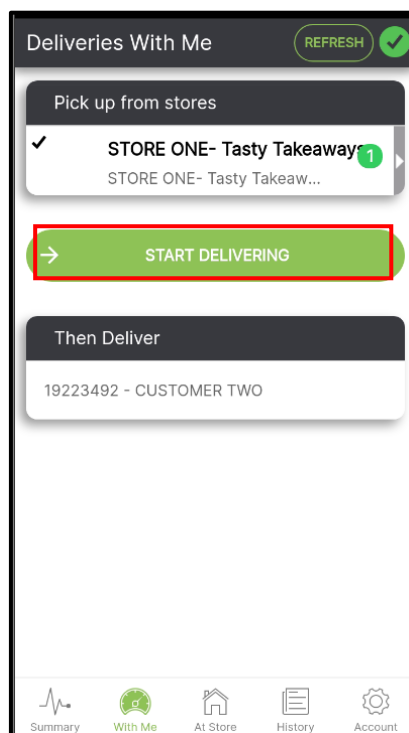 Deliveries With Me
REFRESH
Pick up from stores
STORE ONE- Tasty Takeaways
1
STORE ONE- Tasty Takeaw...
START DELIVERING
Then Deliver
19223492 - CUSTOMER TWO
Summary
With Me
At Store
History
Account